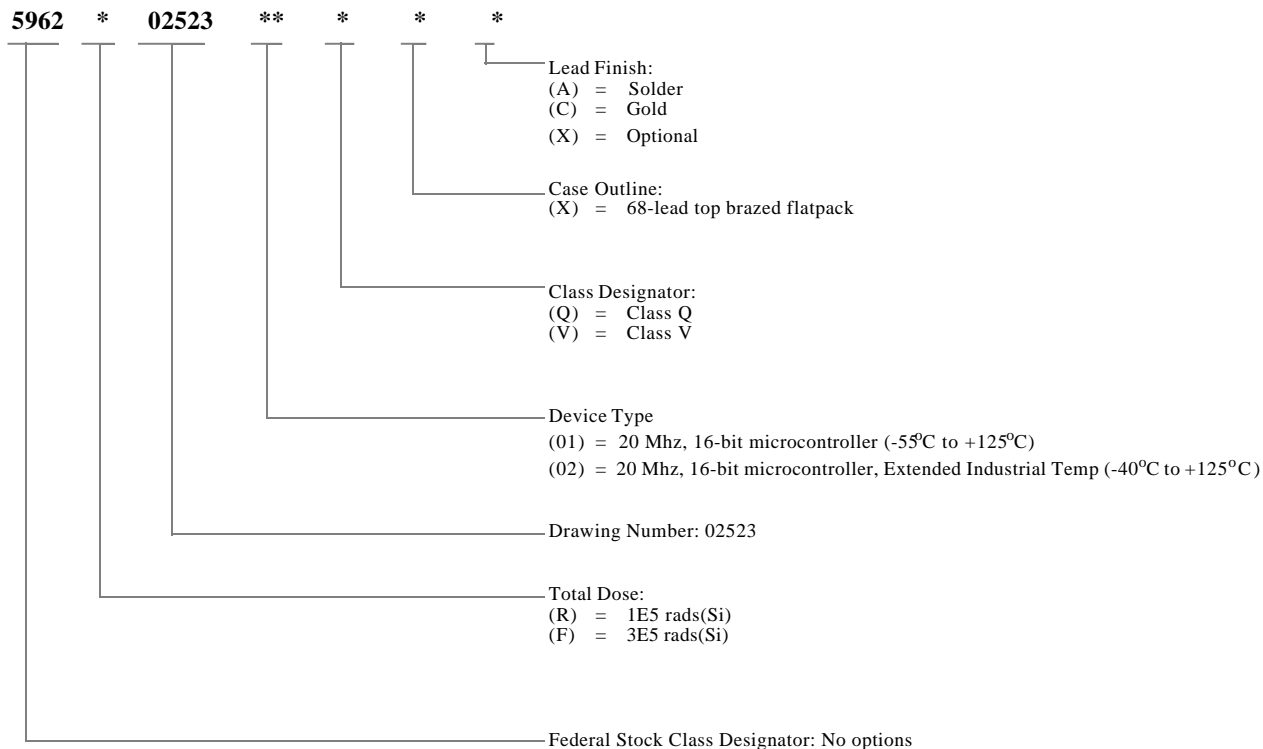 5962 * 02523 ** * * *
Lead Finish:
(A) = Solder
(C) = Gold
(X) = Optional
Case Outline:
(X) = 68-lead top brazed flatpack
Class Designator:
(Q) = Class Q
(V) = Class V
Device Type
(01) = 20 Mhz, 16-bit microcontroller (-55°C to +125°C)
(02) = 20 Mhz, 16-bit microcontroller, Extended Industrial Temp (-40°C to +125°C)
Drawing Number: 02523
Total Dose:
(R) = 1E5 rads(Si)
(F) = 3E5 rads(Si)
Federal Stock Class Designator: No options